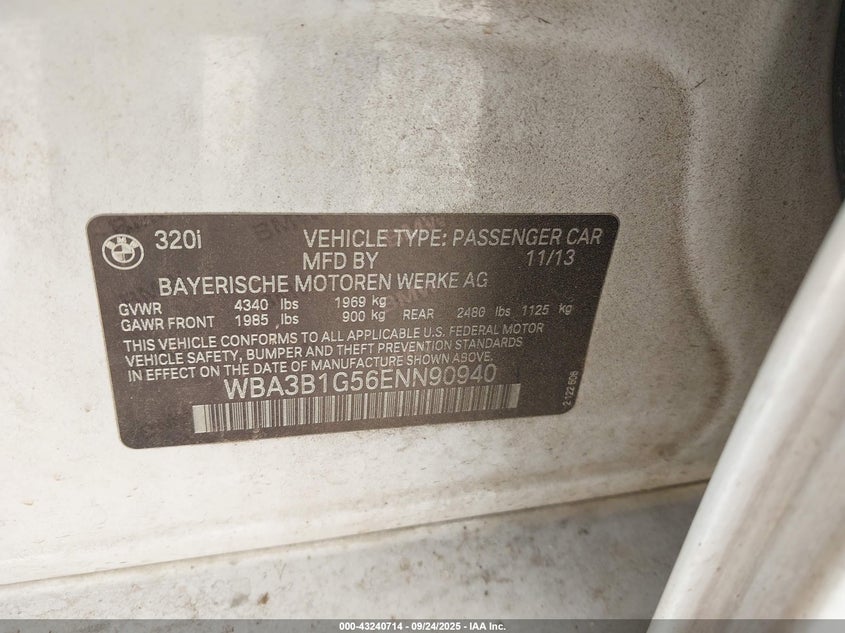 320i VEHICLE TYPE: PASSENGER CAR
MFD BY 11/13
BAYERISCHE MOTOREN WERKE AG
GVWR 4340 lbs 1969 kg
GAWR FRONT 1985 lbs 900 kg REAR 2480 lbs 1125 kg
THIS VEHICLE CONFORMS TO ALL APPLICABLE U.S. FEDERAL MOTOR
VEHICLE SAFETY, BUMPER AND THEFT PREVENTION STANDARDS
IN EFFECT ON THE DATE OF MANUFACTURE SHOWN ABOVE.
WBA3B1G56ENN90940
000-43240714 - 09/24/2025 - IAA Inc.